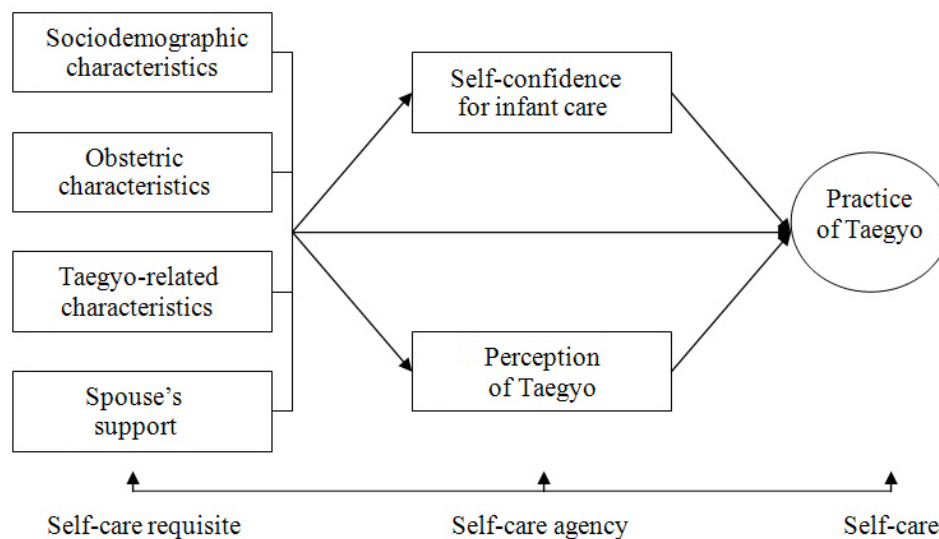 Sociodemographic
characteristics
Obstetric
characteristics
Taegyo-related
characteristics
Spouse's
support
Self-confidence
for infant care
Perception
of Taegyo
Practice
of Taegyo
Self-care requisite
Self-care agency
Self-care